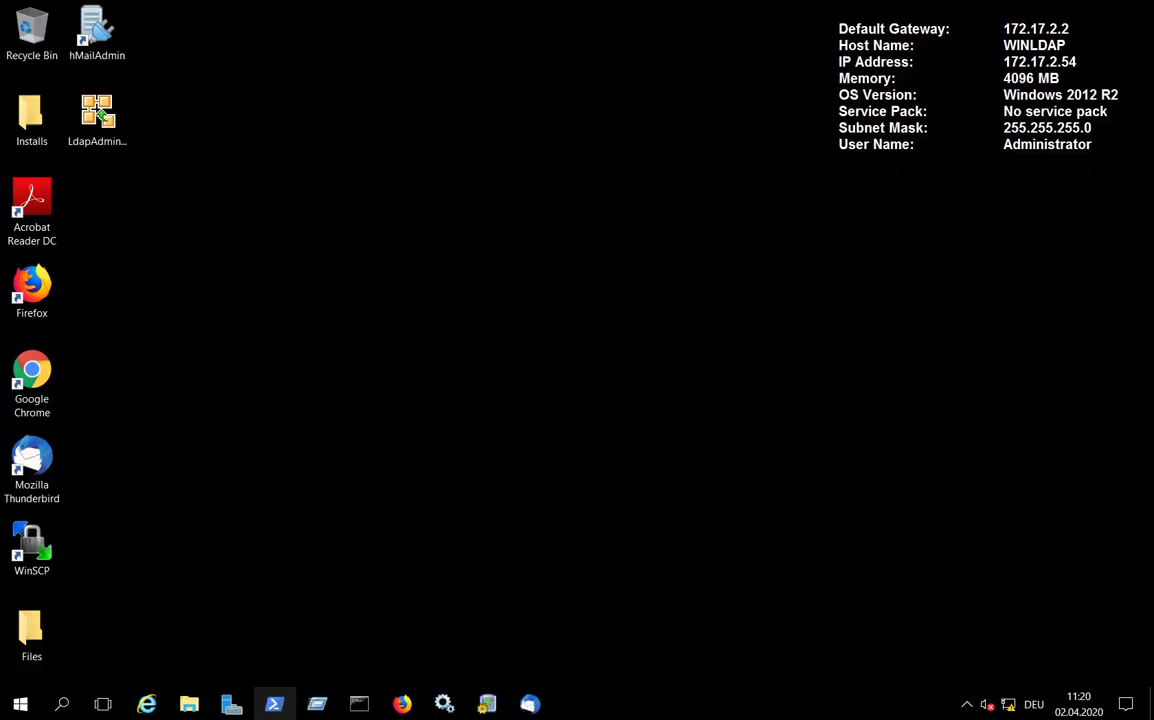 Recycle Bin
hMailAdmin
Default Gateway: 172.17.2.2
Host Name: WINLDAP
IP Address: 172.17.2.54
Memory: 4096 MB
OS Version: Windows 2012 R2
Service Pack: No service pack
Subnet Mask: 255.255.255.0
User Name: Administrator
Installs
LdapAdmin...
Acrobat
Reader DC
Firefox
Google
Chrome
Mozilla
Thunderbird
WinSCP
Files
DEU
11:20
02.04.2020